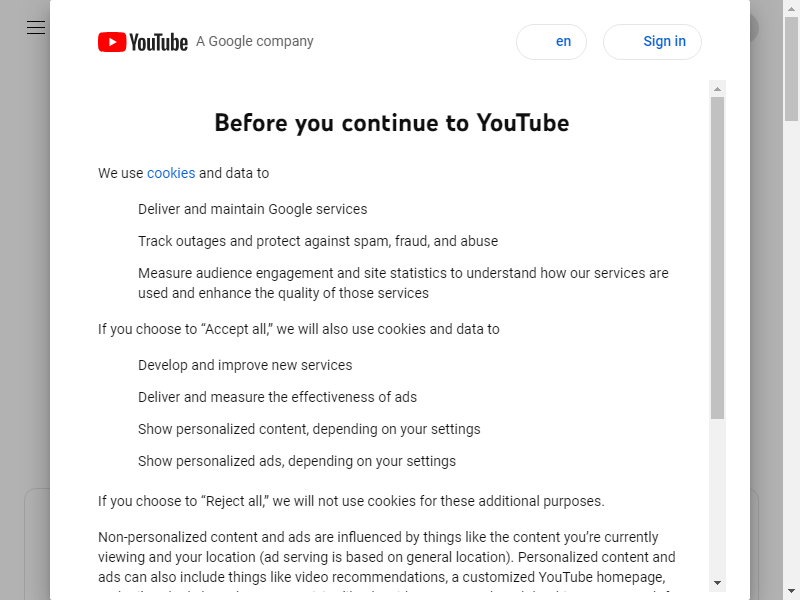 YouTube A Google company
en
Sign in
Before you continue to YouTube
We use cookies and data to
Deliver and maintain Google services
Track outages and protect against spam, fraud, and abuse
Measure audience engagement and site statistics to understand how our services are
used and enhance the quality of those services
If you choose to “Accept all,” we will also use cookies and data to
Develop and improve new services
Deliver and measure the effectiveness of ads
Show personalized content, depending on your settings
Show personalized ads, depending on your settings
If you choose to “Reject all,” we will not use cookies for these additional purposes.
Non-personalized content and ads are influenced by things like the content you’re currently
viewing and your location (ad serving is based on general location). Personalized content and
ads can also include things like video recommendations, a customized YouTube homepage,